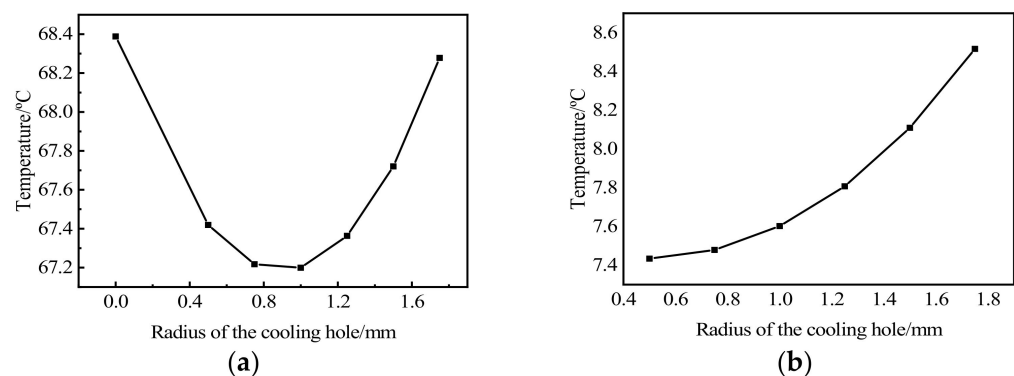 68.4
68.2
68.0
67.8
67.6
67.4
67.2
Temperature/ºC
0.0 0.4 0.8 1.2 1.6
Radius of the cooling hole/mm
(a)
8.6
8.4
8.2
8.0
7.8
7.6
7.4
Temperature/ºC
0.4 0.6 0.8 1.0 1.2 1.4 1.6 1.8
Radius of the cooling hole/mm
(b)